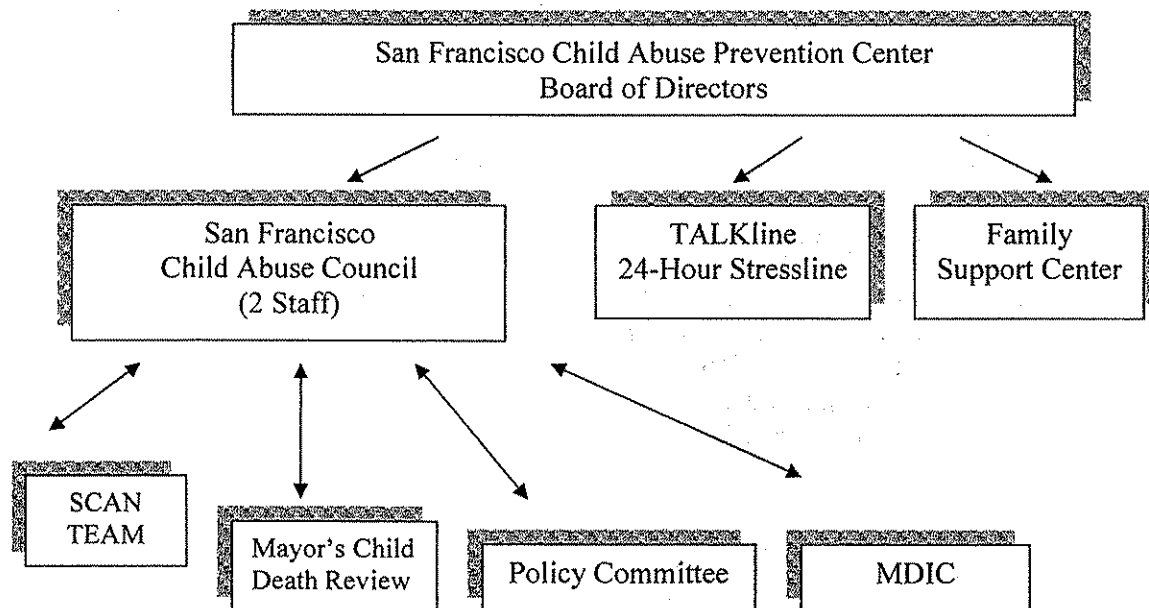 San Francisco Child Abuse Prevention Center
Board of Directors
San Francisco
Child Abuse Council
(2 Staff)
TALKline
24-Hour Stressline
Family
Support Center
SCAN
TEAM
Mayor's Child
Death Review
Policy Committee
MDIC